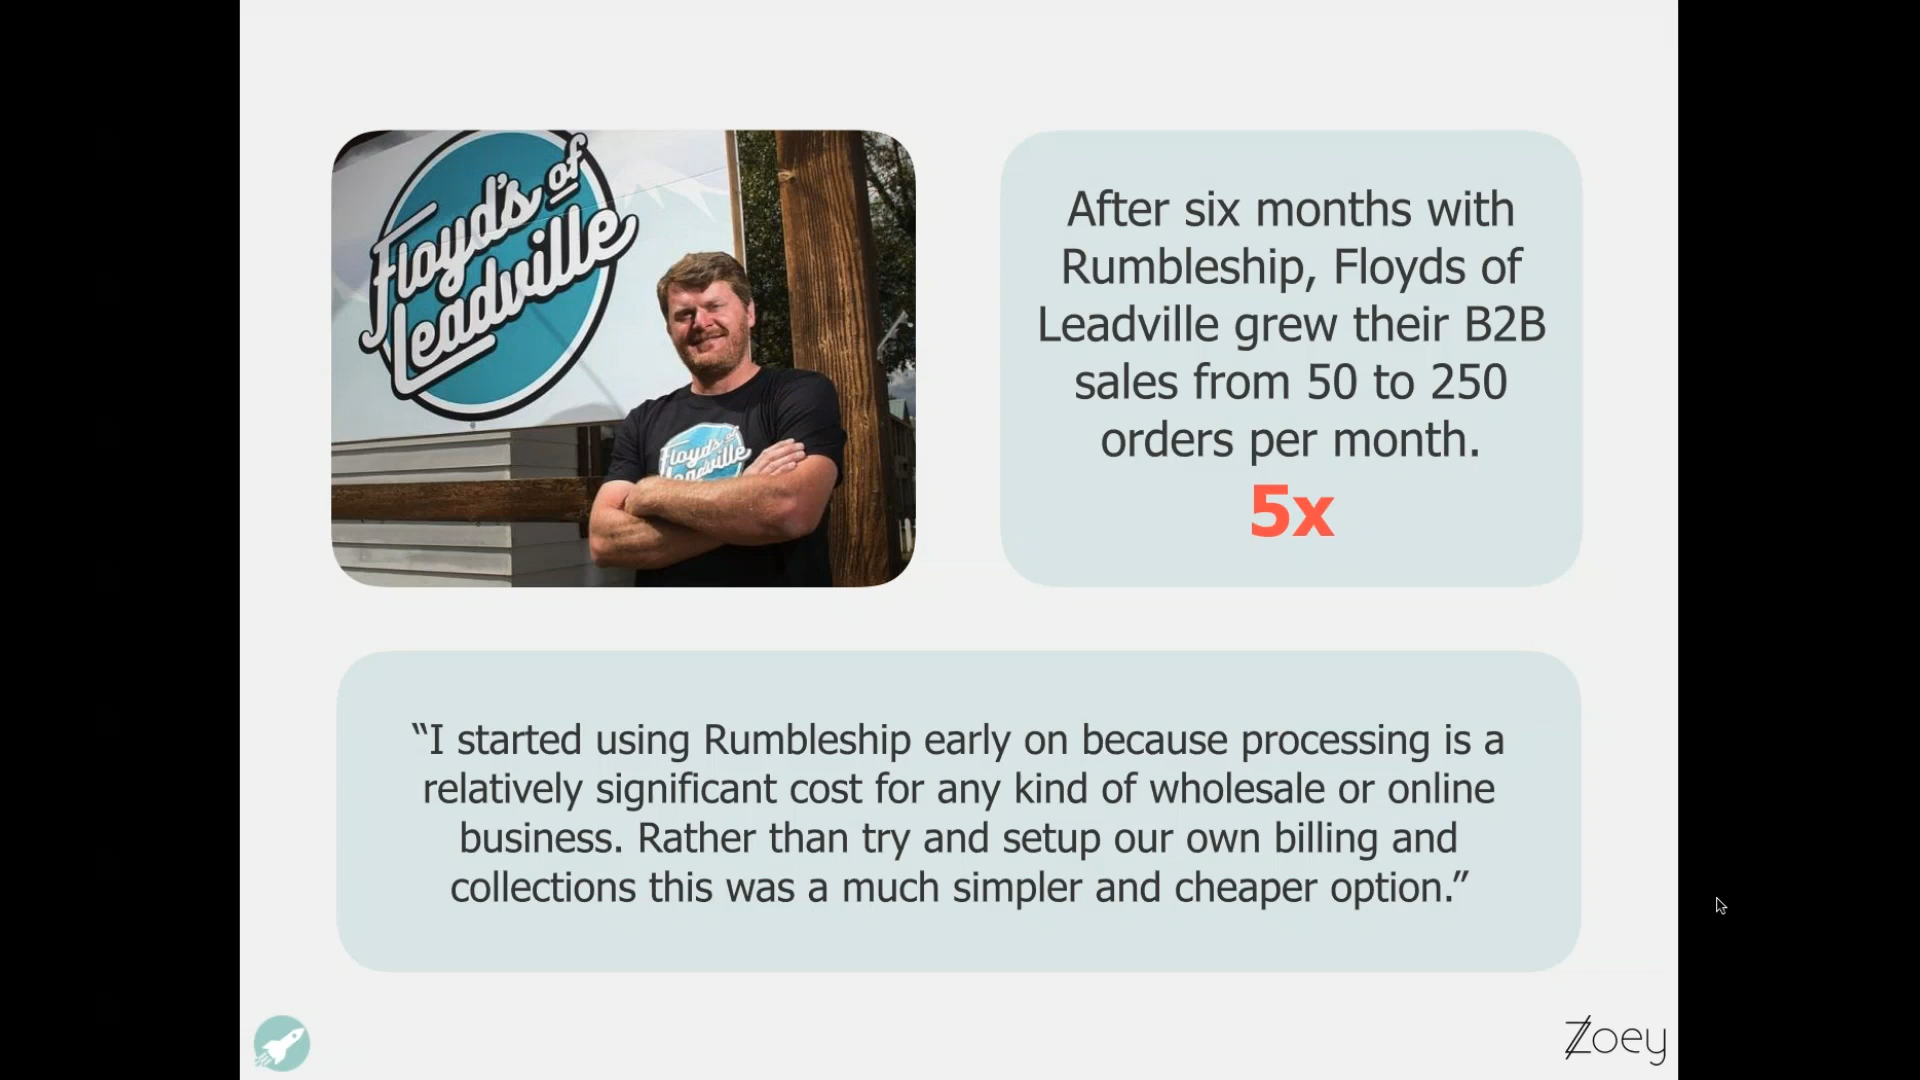 Floyd's of
Leadville
Floyd's of
Leadville
After six months with
Rumbleship, Floyds of
Leadville grew their B2B
sales from 50 to 250
orders per month.
5x
“I started using Rumbleship early on because processing is a
relatively significant cost for any kind of wholesale or online
business. Rather than try and setup our own billing and
collections this was a much simpler and cheaper option.”
Zoey